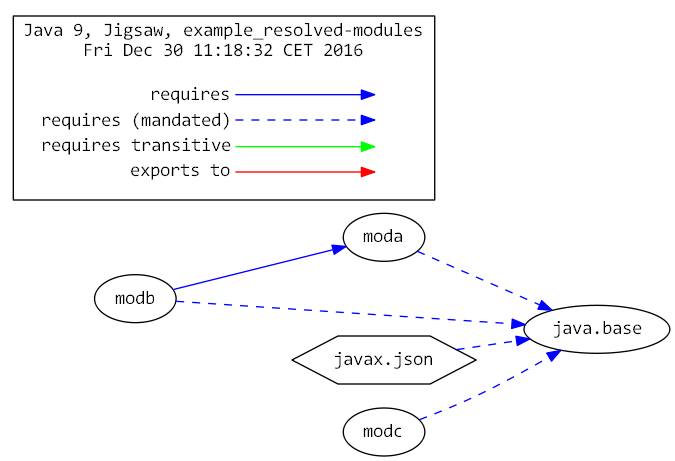 Java 9, Jigsaw, example_resolved-modules
Fri Dec 30 11:18:32 CET 2016
requires
requires (mandated)
requires transitive
exports to
moda
modb
java.base
javax.json
modc